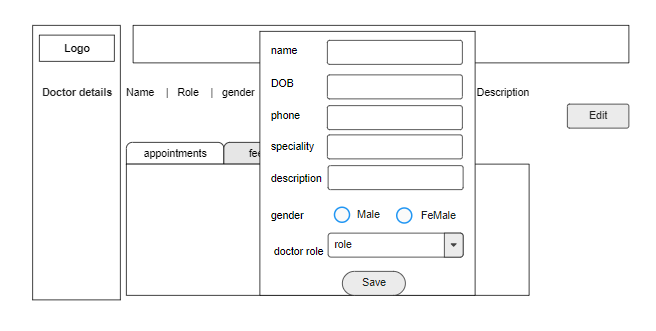 Logo
Doctor details
Name | Role | gender
Description
Edit
appointments
fe
name
DOB
phone
speciality
description
gender
Male
FeMale
doctor role
role
Save